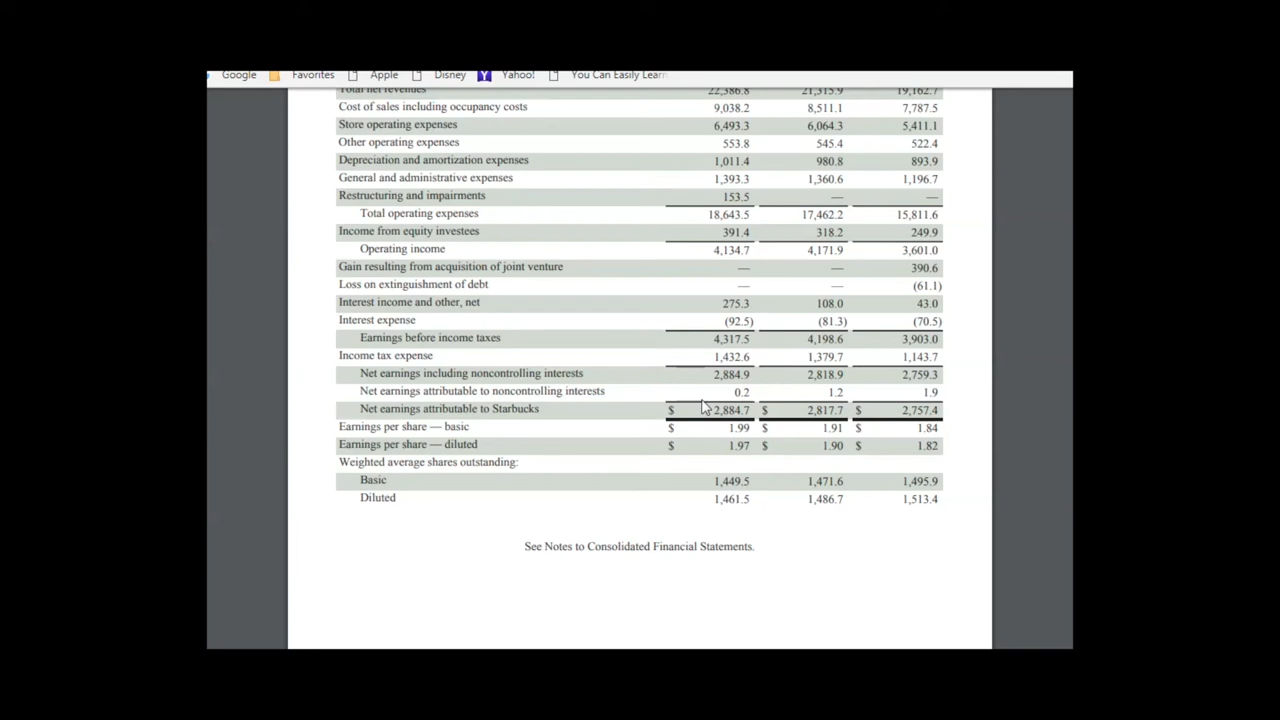 Google Favorites Apple Disney Yahoo! You Can Easily Learn
Total net revenues 22,386.8 21,315.9 19,162.7
Cost of sales including occupancy costs 9,038.2 8,511.1 7,787.5
Store operating expenses 6,493.3 6,064.3 5,411.1
Other operating expenses 553.8 545.4 522.4
Depreciation and amortization expenses 1,011.4 980.8 893.9
General and administrative expenses 1,393.3 1,360.6 1,196.7
Restructuring and impairments 153.5 — —
Total operating expenses 18,643.5 17,462.2 15,811.6
Income from equity investees 391.4 318.2 249.9
Operating income 4,134.7 4,171.9 3,601.0
Gain resulting from acquisition of joint venture — — 390.6
Loss on extinguishment of debt — — (61.1)
Interest income and other, net 275.3 108.0 43.0
Interest expense (92.5) (81.3) (70.5)
Earnings before income taxes 4,317.5 4,198.6 3,903.0
Income tax expense 1,432.6 1,379.7 1,143.7
Net earnings including noncontrolling interests 2,884.9 2,818.9 2,759.3
Net earnings attributable to noncontrolling interests 0.2 1.2 1.9
Net earnings attributable to Starbucks $ 2,884.7 $ 2,817.7 $ 2,757.4
Earnings per share — basic $ 1.99 $ 1.91 $ 1.84
Earnings per share — diluted $ 1.97 $ 1.90 $ 1.82
Weighted average shares outstanding:
Basic 1,449.5 1,471.6 1,495.9
Diluted 1,461.5 1,486.7 1,513.4
See Notes to Consolidated Financial Statements.